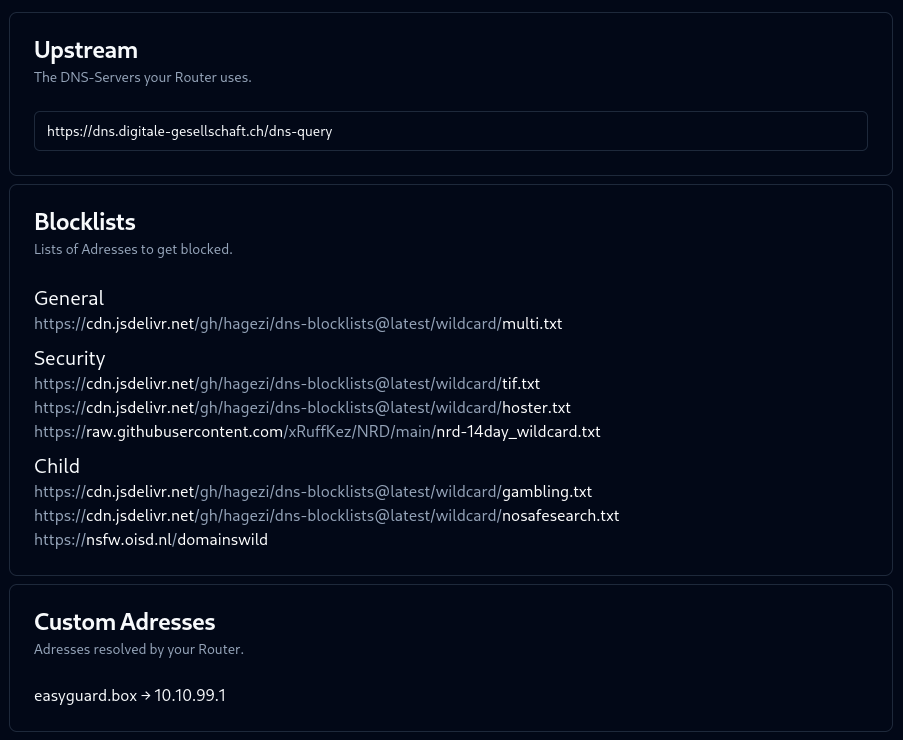 Upstream
The DNS-Servers your Router uses.
https://dns.digitale-gesellschaft.ch/dns-query
Blocklists
Lists of Adresses to get blocked.
General
https://cdn.jsdelivr.net/gh/hagezi/dns-blocklists@latest/wildcard/multi.txt
Security
https://cdn.jsdelivr.net/gh/hagezi/dns-blocklists@latest/wildcard/tif.txt
https://cdn.jsdelivr.net/gh/hagezi/dns-blocklists@latest/wildcard/hoster.txt
https://raw.githubusercontent.com/xRuffKez/NRD/main/nrd-14day_wildcard.txt
Child
https://cdn.jsdelivr.net/gh/hagezi/dns-blocklists@latest/wildcard/gambling.txt
https://cdn.jsdelivr.net/gh/hagezi/dns-blocklists@latest/wildcard/nosafesearch.txt
https://nsfw.oisd.nl/domainswild
Custom Adresses
Adresses resolved by your Router.
easyguard.box → 10.10.99.1